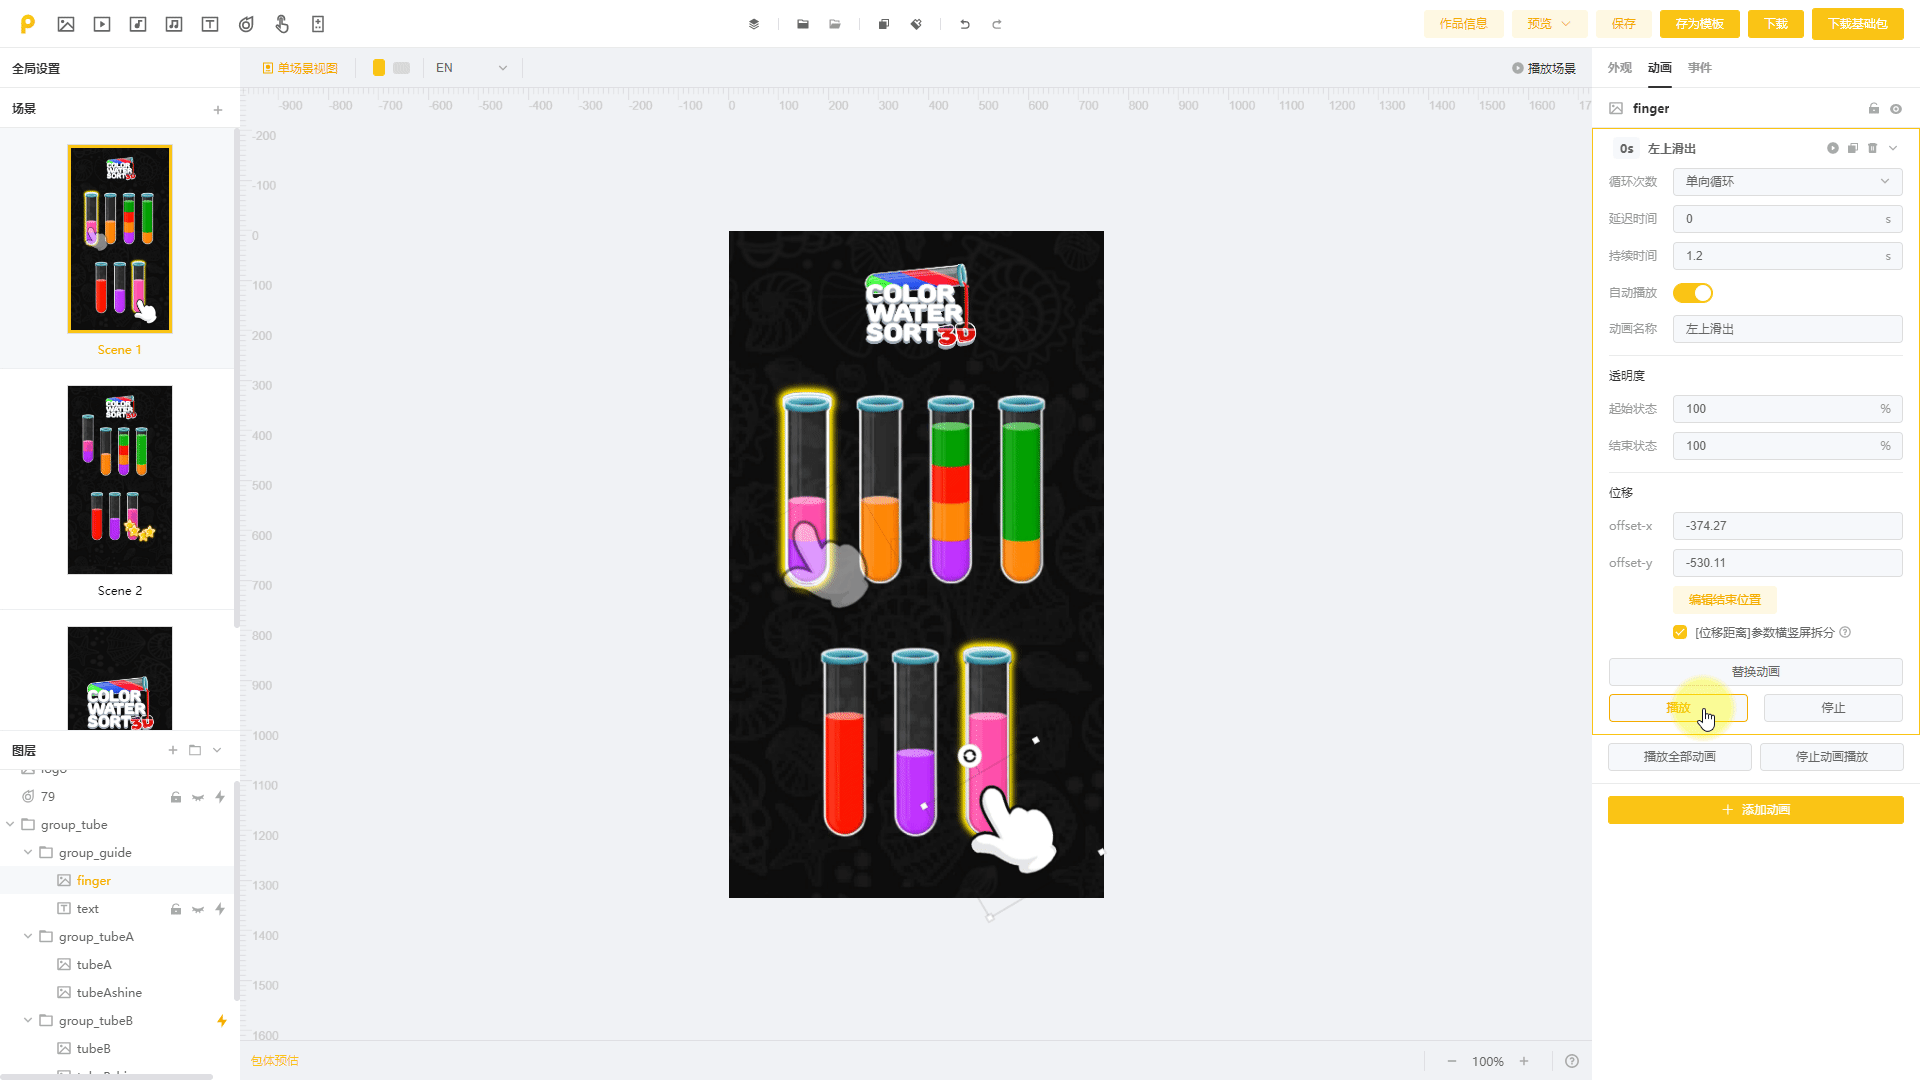 作品信息
预览
保存
存为模板
下载
下载基础包
全局设置
单场景视图
EN
播放场景
外观
动画
事件
场景
-900 -800 -700 -600 -500 -400 -300 -200 -100 0 100 200 300 400 500 600 700 800 900 1000 1100 1200 1300 1400 1500 1600 17
finger
-200
-100
0
100
200
300
400
500
600
700
800
900
1000
1100
1200
1300
1400
1500
1600
Scene 1
Scene 2
COLOR
WATER
SORT3D
COLOR
WATER
SORT3D
COLOR
WATER
SORT3D
COLOR
WATER
SORT3D
0s 左上滑出
循环次数 单向循环
延迟时间 0 s
持续时间 1.2 s
自动播放
动画名称 左上滑出
透明度
起始状态 100 %
结束状态 100 %
位移
offset-x -374.27
offset-y -530.11
编辑结束位置
[位移距离]参数横竖屏拆分
替换动画
播放
停止
播放全部动画
停止动画播放
添加动画
图层
logo
79
group_tube
group_guide
finger
text
group_tubeA
tubeA
tubeAshine
group_tubeB
tubeB
包体预估
100%